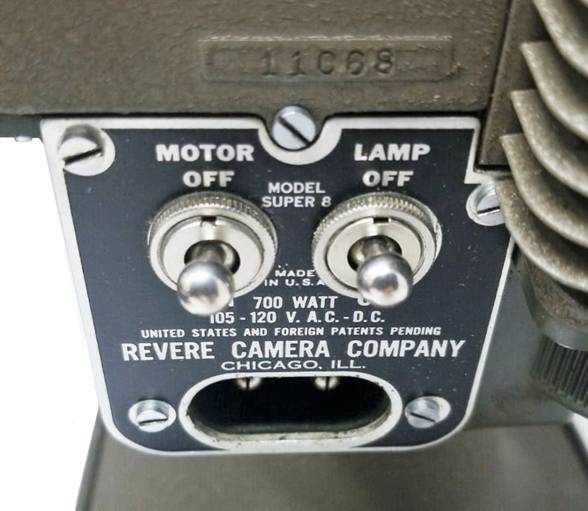 11068
MOTOR LAMP
OFF OFF
MODEL
SUPER 8
MADE
IN U.S.A.
700 WATT
105-120 V. A.C.-D.C.
UNITED STATES AND FOREIGN PATENTS PENDING
REVERE CAMERA COMPANY
CHICAGO, ILL.